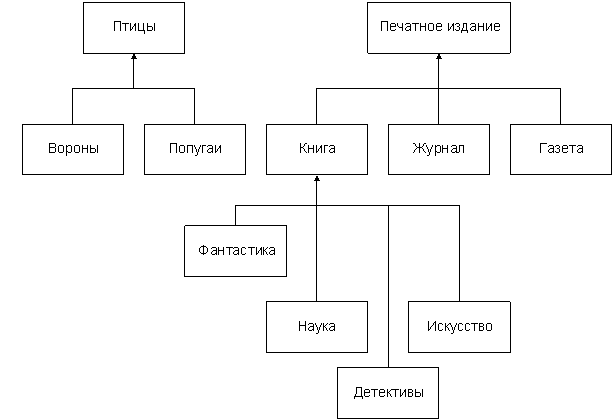 Птицы
Печатное издание
Вороны
Попугаи
Книга
Журнал
Газета
Фантастика
Наука
Искусство
Детективы